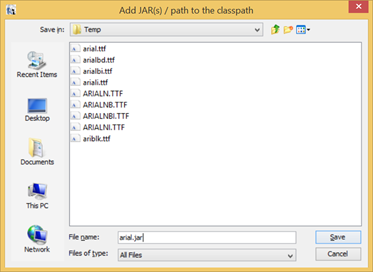 Add JAR(s) / path to the classpath
Save in: Temp
Recent Items
Desktop
Documents
This PC
Network
arial.ttf
arialbd.ttf
arialbi.ttf
ariali.ttf
ARIALN.TTF
ARIALNB.TTF
ARIALNBI.TTF
ARIALNI.TTF
ariblk.ttf
File name: arial.jar Save
Files of type: All Files Cancel